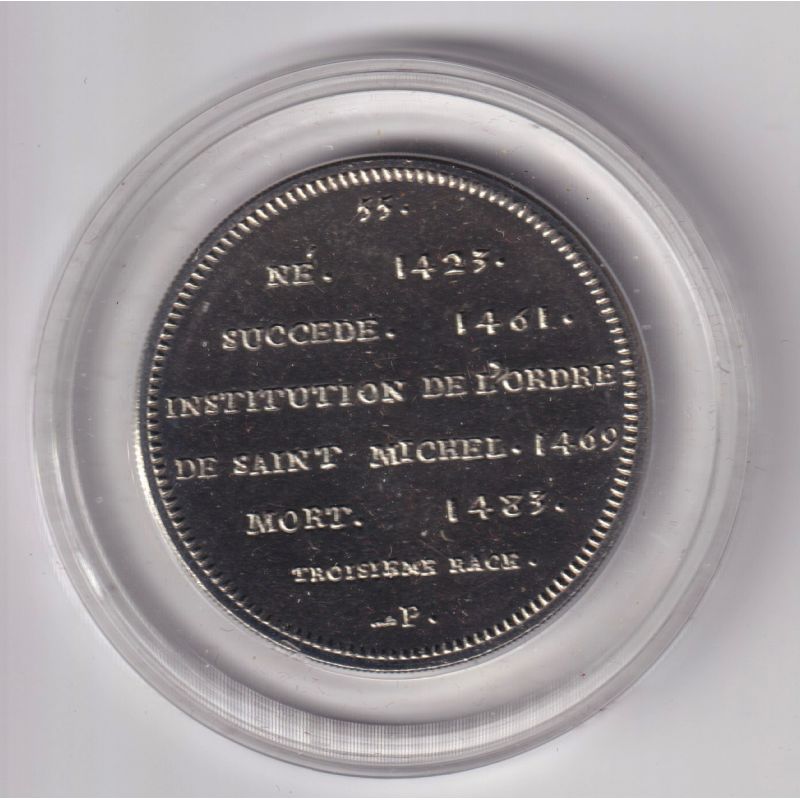 55.
NÉ. 1423.
SUCCEDE. 1461.
INSTITUTION DE L'ORDRE
DE SAINT MICHEL. 1469
MORT. 1483.
TROISIEME RACE.
P.